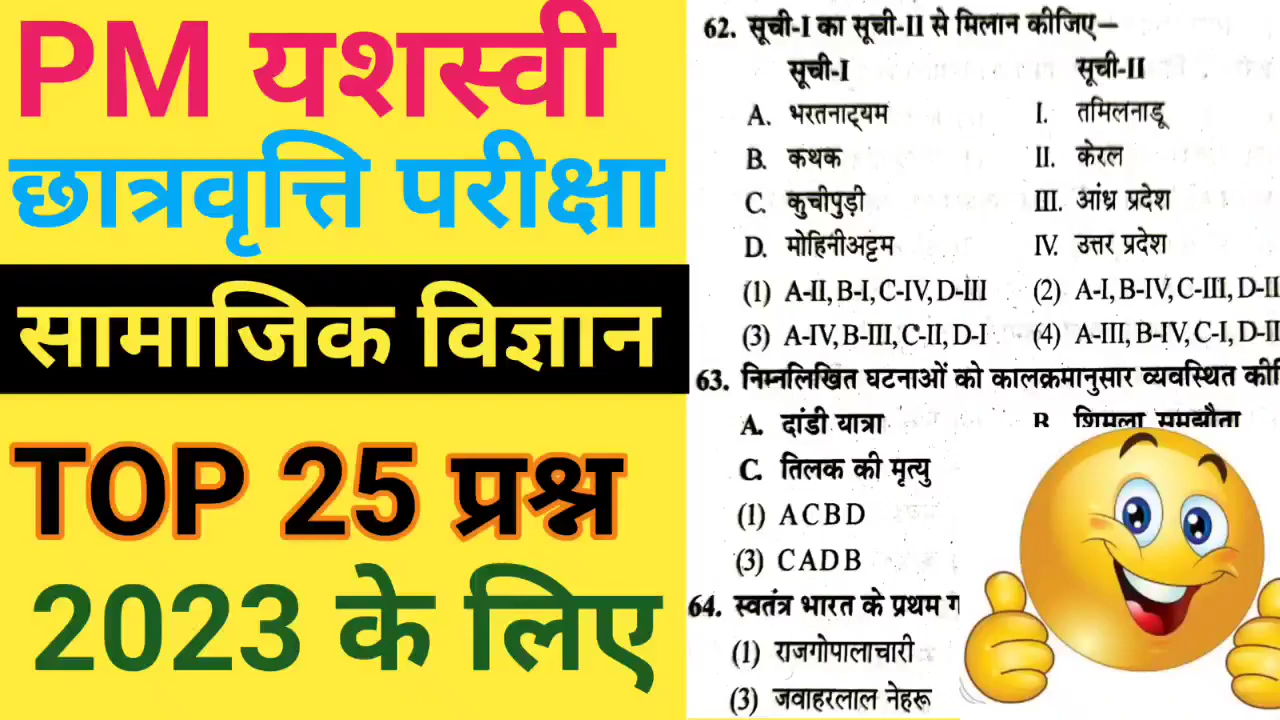 PM यशस्वी
छात्रवृत्ति परीक्षा
सामाजिक विज्ञान
TOP 25 प्रश्न
2023 के लिए
62. सूची-I का सूची-II से मिलान कीजिए–
सूची-I सूची-II
A. भरतनाट्यम I. तमिलनाडू
B. कथक II. केरल
C. कुचीपुड़ी III. आंध्र प्रदेश
D. मोहिनीअट्टम IV. उत्तर प्रदेश
(1) A-II, B-I, C-IV, D-III (2) A-I, B-IV, C-III, D-II
(3) A-IV, B-III, C-II, D-I (4) A-III, B-IV, C-I, D-II
63. निम्नलिखित घटनाओं को कालक्रमानुसार व्यवस्थित
A. दांडी यात्रा B शिमला समझौता
C. तिलक की मृत्यु
(1) A C B D
(3) C A D B
64. स्वतंत्र भारत के प्रथम
(1) राजगोपालाचारी
(3) जवाहरलाल नेहरू